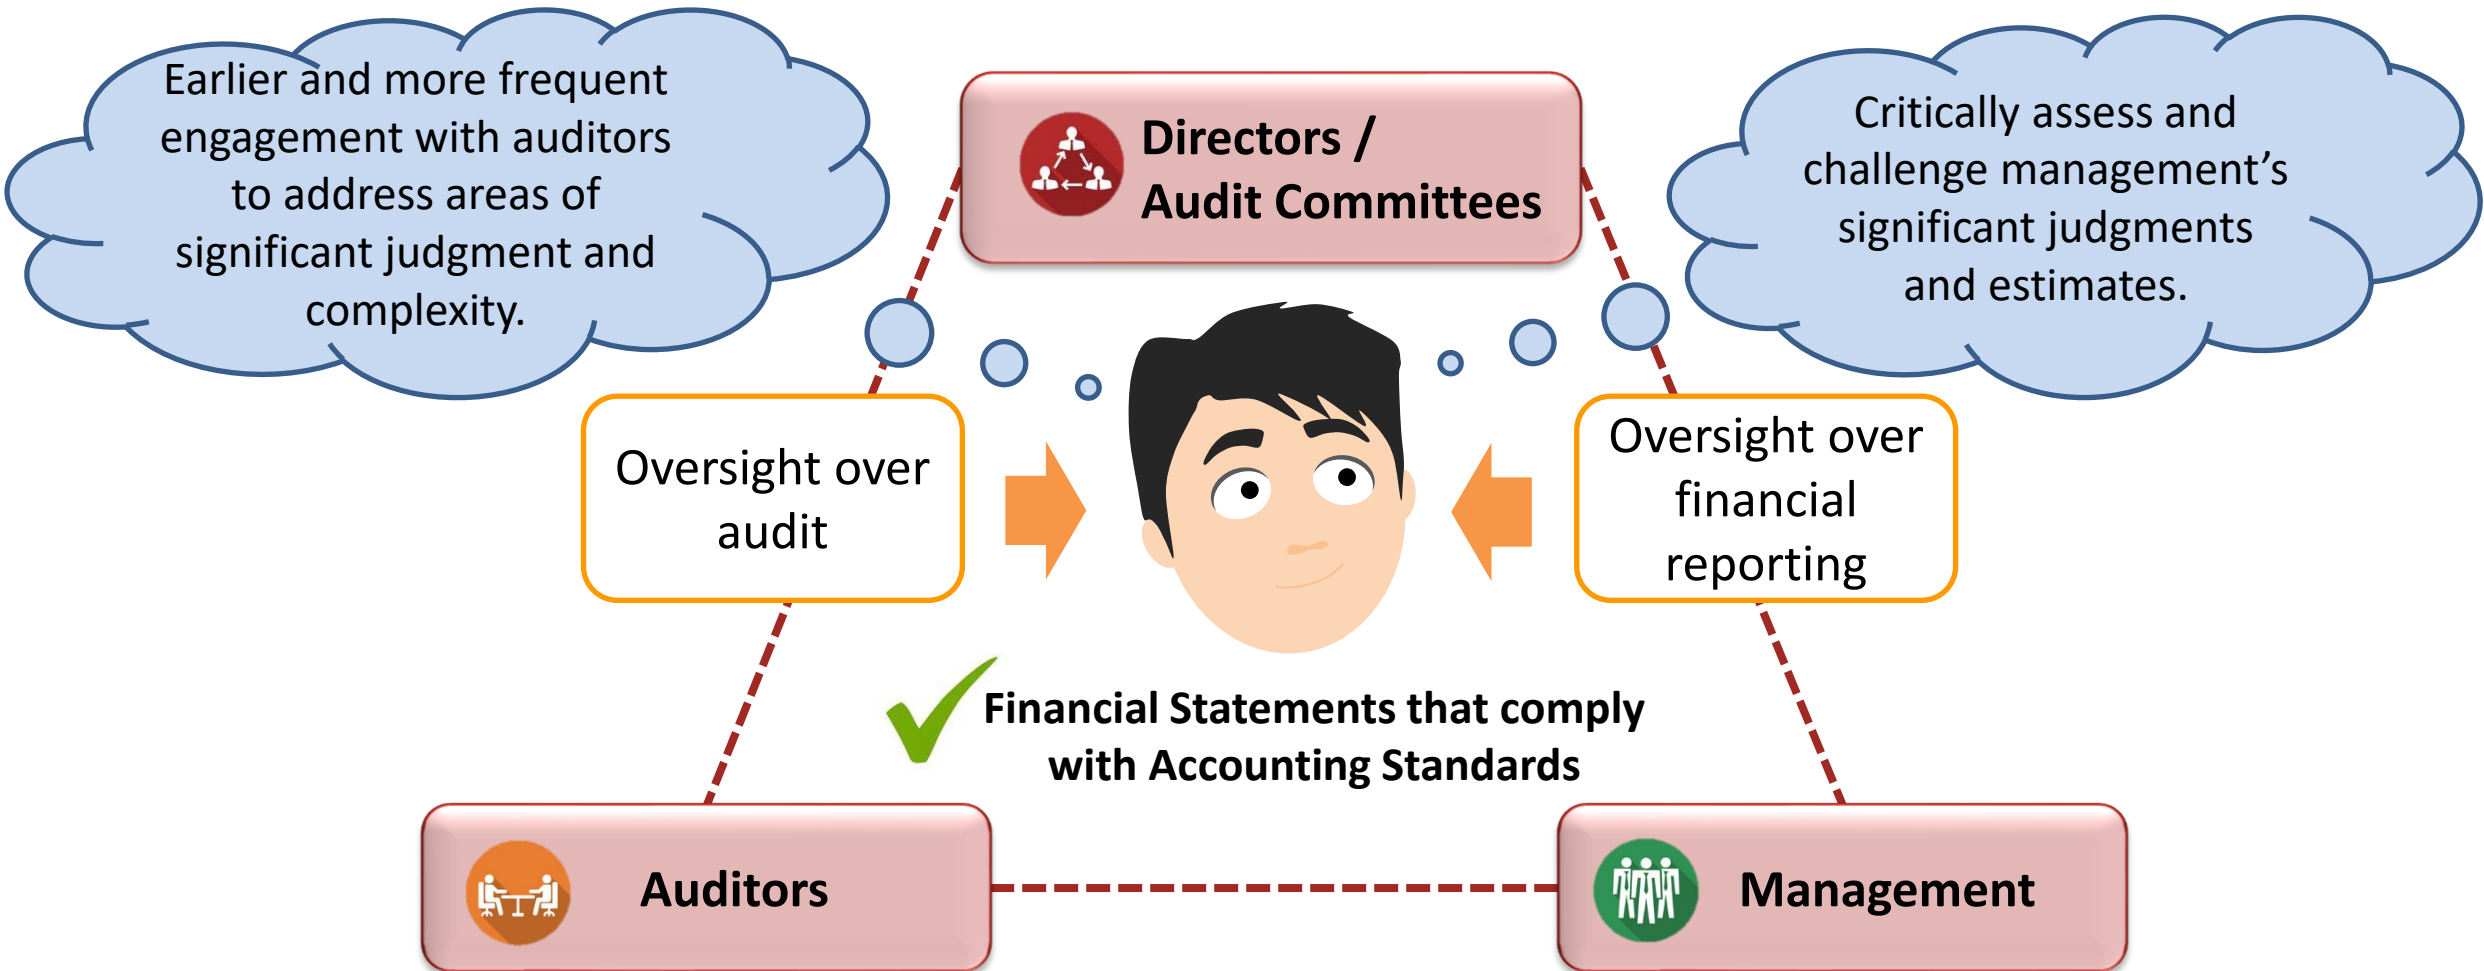 Earlier and more frequent
engagement with auditors
to address areas of
significant judgment and
complexity.
Directors /
Audit Committees
Critically assess and
challenge management’s
significant judgments
and estimates.
Oversight over
audit
Oversight over
financial
reporting
Financial Statements that comply
with Accounting Standards
Auditors
Management